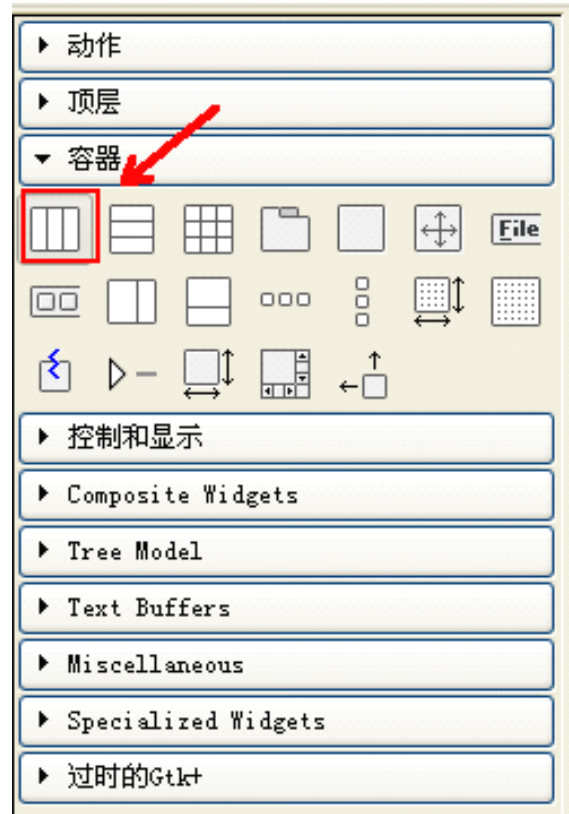 动作
顶层
容器
File
控制和显示
Composite Widgets
Tree Model
Text Buffers
Miscellaneous
Specialized Widgets
过时的Gtk+